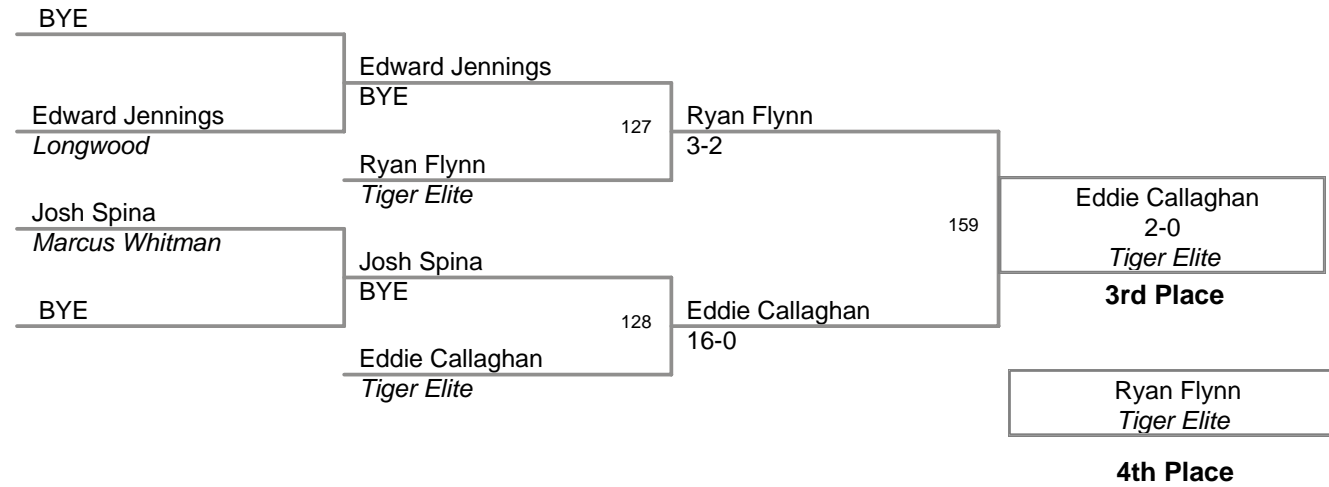 BYE
Edward Jennings
BYE
Edward Jennings
Longwood
127
Ryan Flynn
3-2
Ryan Flynn
Tiger Elite
Josh Spina
Marcus Whitman
159
Eddie Callaghan
2-0
Tiger Elite
3rd Place
Josh Spina
BYE
BYE
128
Eddie Callaghan
16-0
Eddie Callaghan
Tiger Elite
Ryan Flynn
Tiger Elite
4th Place